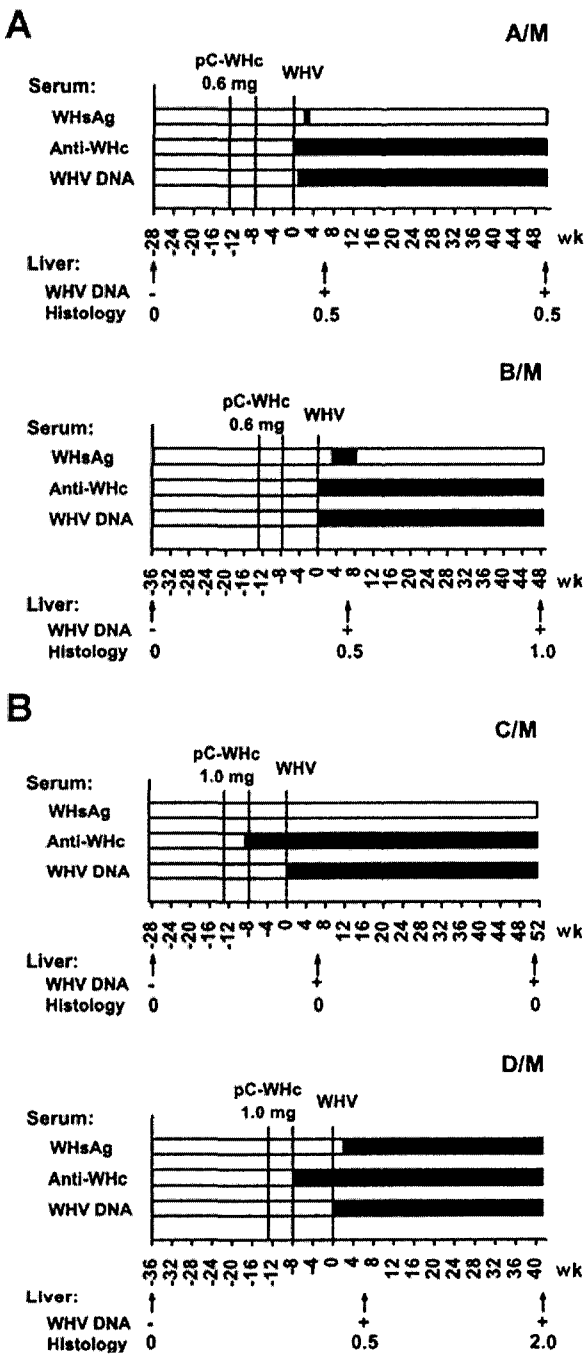 A
A/M
pC-WHc
0.6 mg
WHV
Serum:
WHsAg
Anti-WHc
WHV DNA
-28 -24 -20 -16 -12 -8 -4 0 4 8 12 16 20 24 28 32 36 40 44 48 wk
Liver:
WHV DNA - + +
Histology 0 0.5 0.5
B/M
pC-WHc
0.6 mg
WHV
Serum:
WHsAg
Anti-WHc
WHV DNA
-36 -32 -28 -24 -20 -16 -12 -8 -4 0 4 8 12 16 20 24 28 32 36 40 44 48 wk
Liver:
WHV DNA - + +
Histology 0 0.5 1.0
B
C/M
pC-WHc
1.0 mg
WHV
Serum:
WHsAg
Anti-WHc
WHV DNA
-28 -24 -20 -16 -12 -8 -4 0 4 8 12 16 20 24 28 32 36 40 44 48 52 wk
Liver:
WHV DNA - + +
Histology 0 0 0
D/M
pC-WHc
1.0 mg
WHV
Serum:
WHsAg
Anti-WHc
WHV DNA
-36 -32 -28 -24 -20 -16 -12 -8 -4 0 4 8 12 16 20 24 28 32 36 40 wk
Liver:
WHV DNA - + +
Histology 0 0.5 2.0